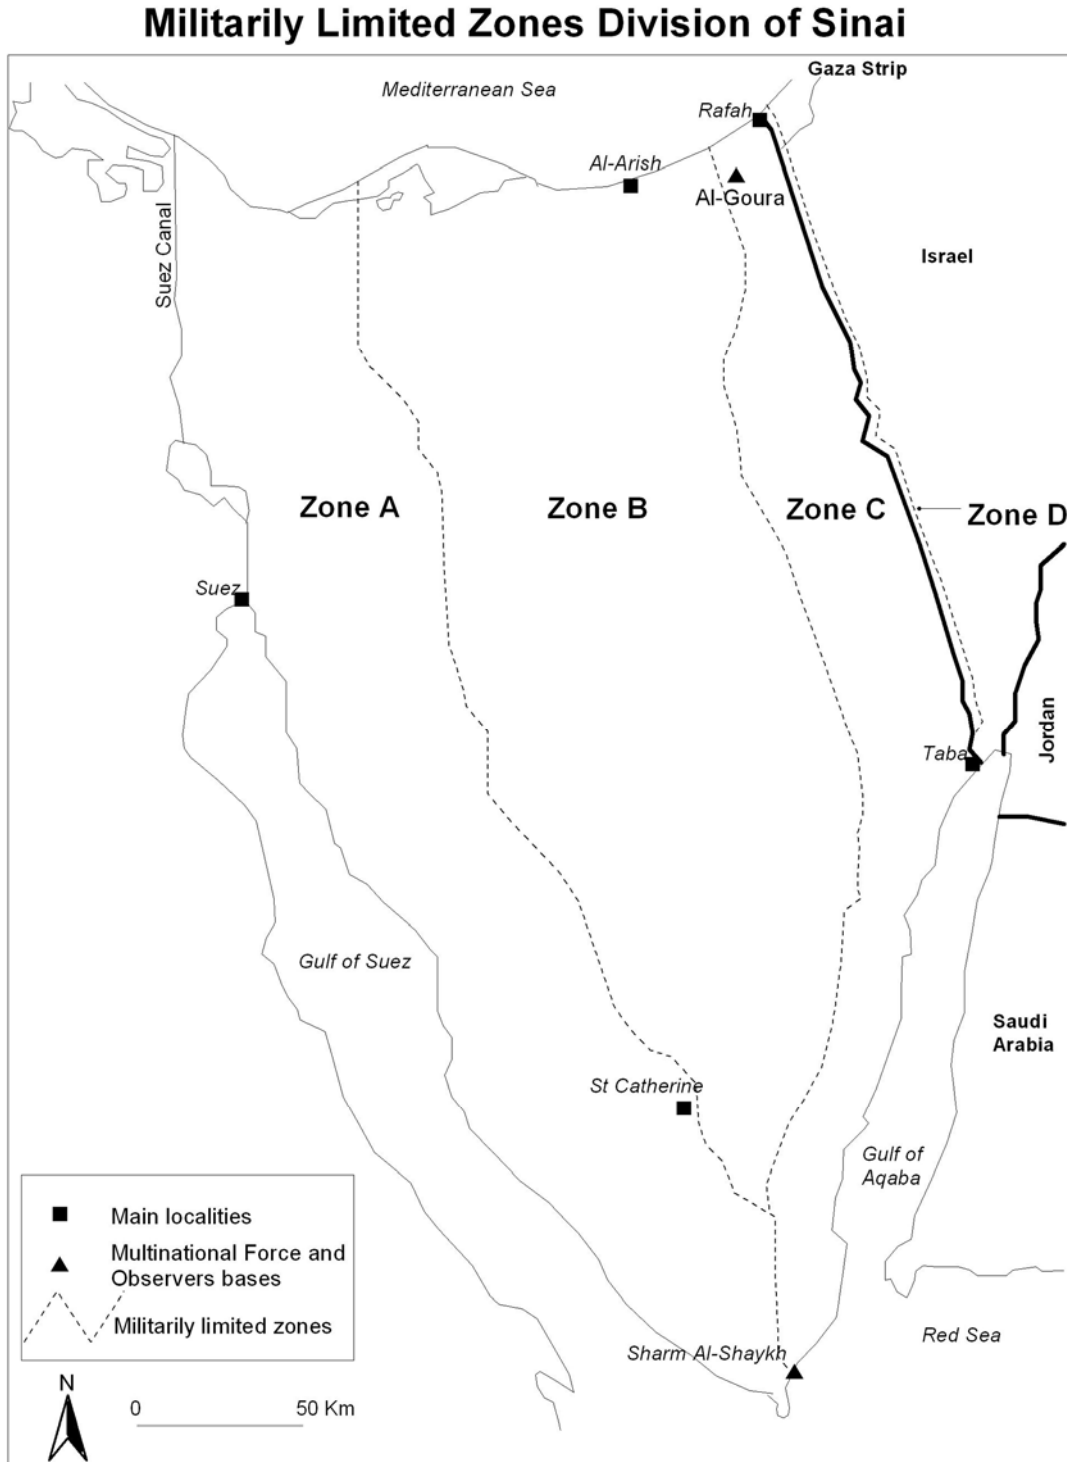 Militarily Limited Zones Division of Sinai
Gaza Strip
Mediterranean Sea
Rafah
Al-Arish
Al-Goura
Suez Canal
Israel
Zone A
Zone B
Zone C
Zone D
Suez
Taba
Jordan
Gulf of Suez
Saudi
Arabia
St Catherine
Gulf of
Aqaba
Main localities
Multinational Force and
Observers bases
Militarily limited zones
Red Sea
Sharm Al-Shaykh
N
0
50 Km